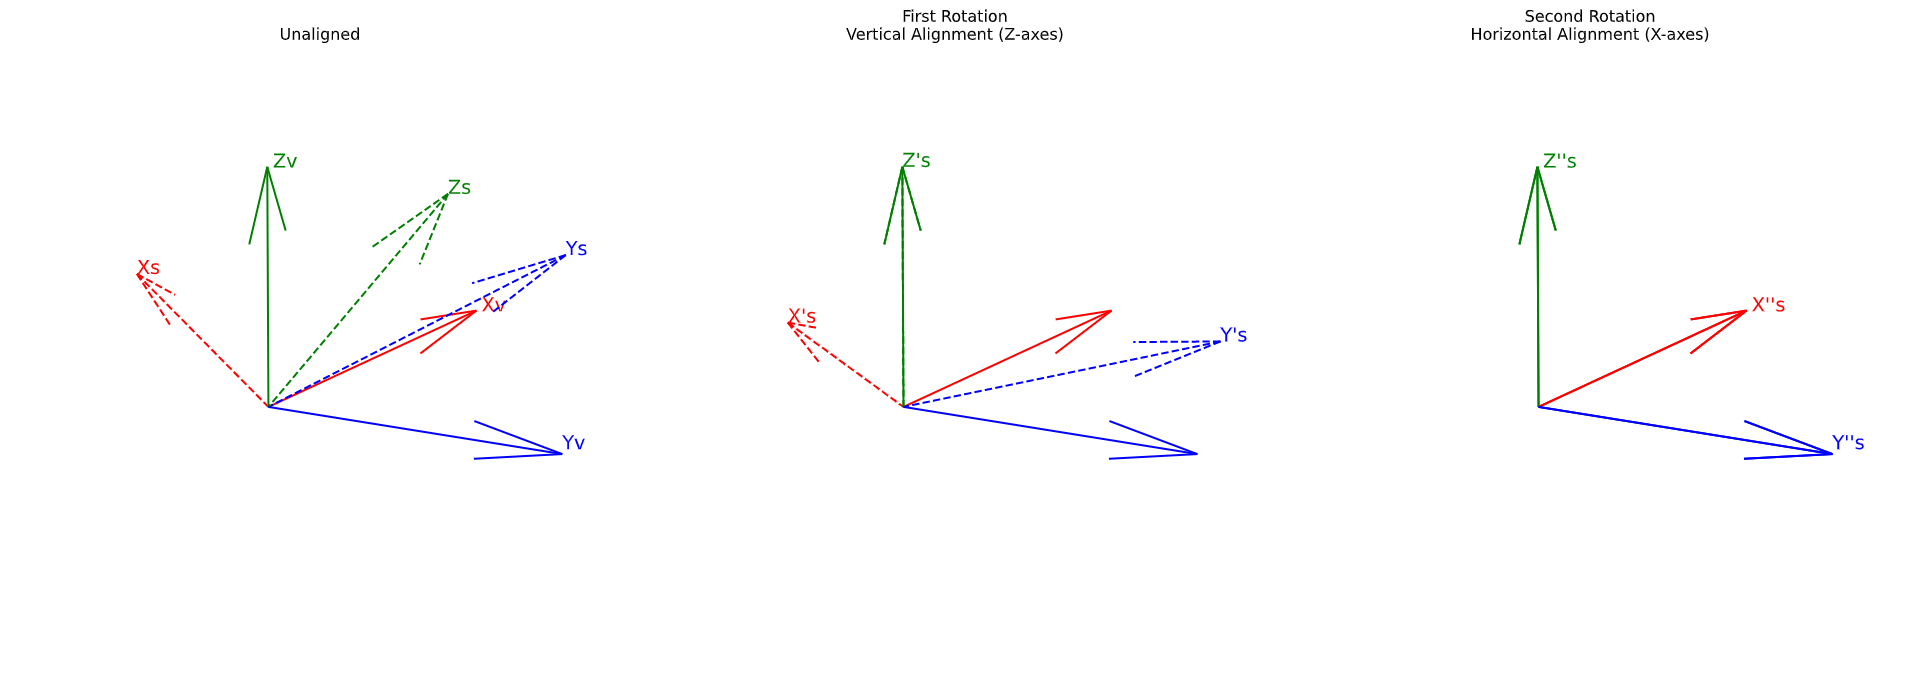 Unaligned
Zv
Zs
Ys
Xs
Xv
Yv
First Rotation
Vertical Alignment (Z-axes)
Z's
X's
Y's
Second Rotation
Horizontal Alignment (X-axes)
Z''s
X''s
Y''s